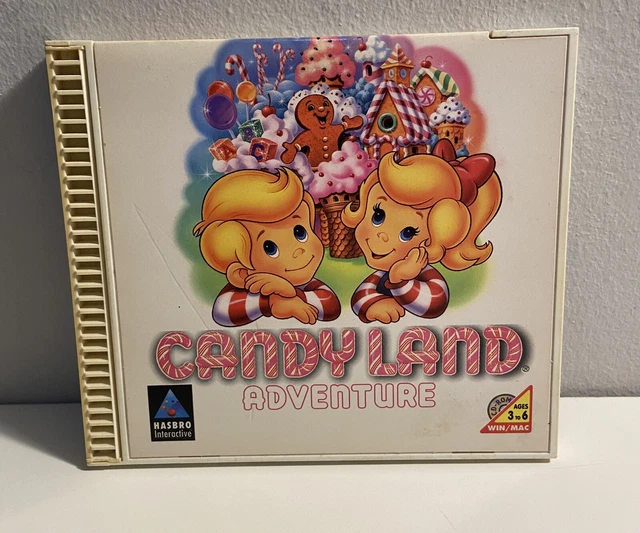 CANDY LAND®
ADVENTURE
HASBRO
Interactive
CD-ROM
AGES
3 TO 6
WIN/MAC